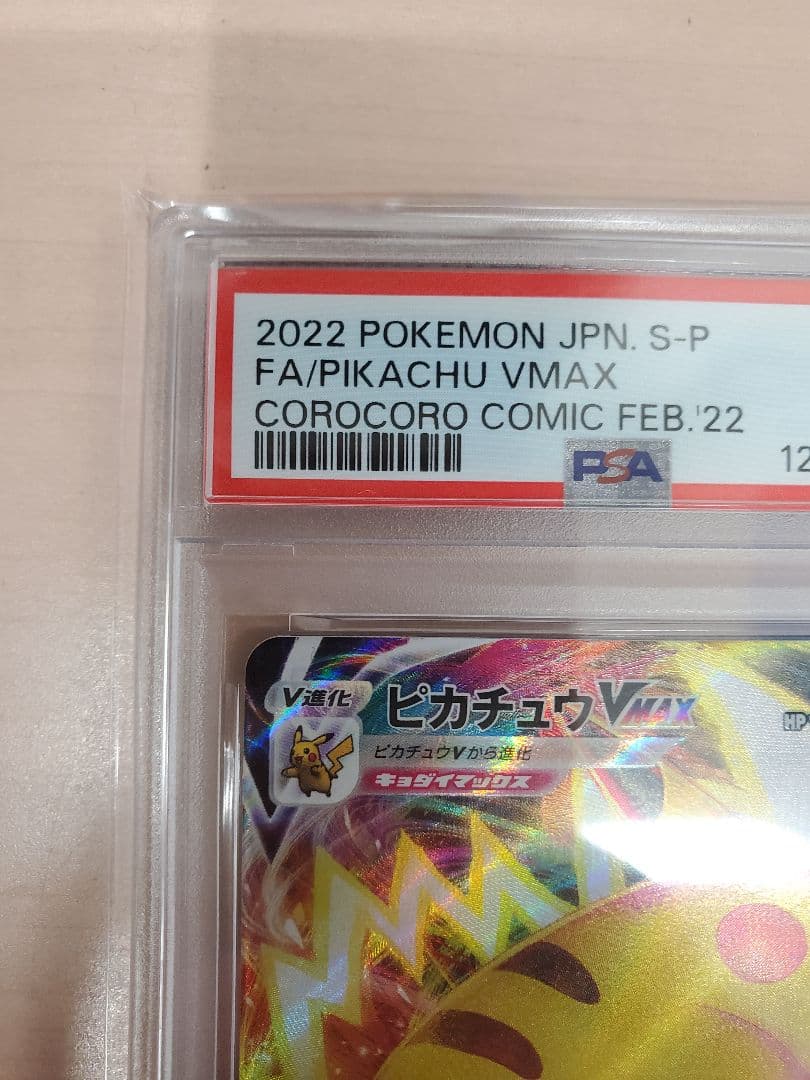 2022 POKEMON JPN. S-P
FA/PIKACHU VMAX
COROCORO COMIC FEB.'22
PSA
12
V進化
ピカチュウVMAX
HP
ピカチュウVから進化
キョダイマックス